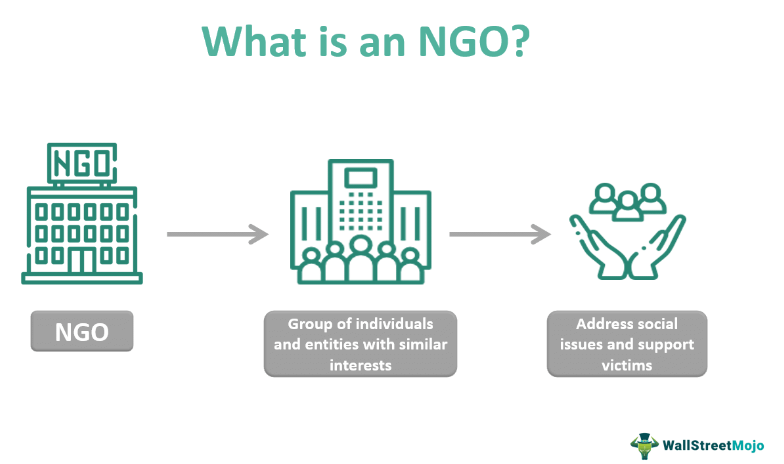 What is an NGO?
NGO
NGO
Group of individuals
and entities with similar
interests
Address social
issues and support
victims
WallStreetMojo